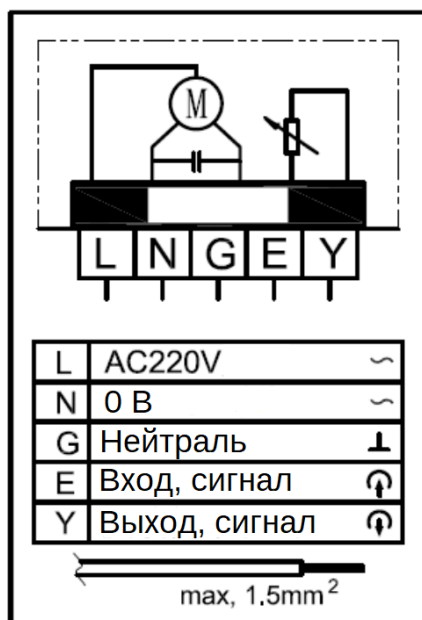 M
L N G E Y
L AC220V ~
N 0 В ~
G Нейтраль ⊥
E Вход, сигнал
Y Выход, сигнал
max, 1.5mm²